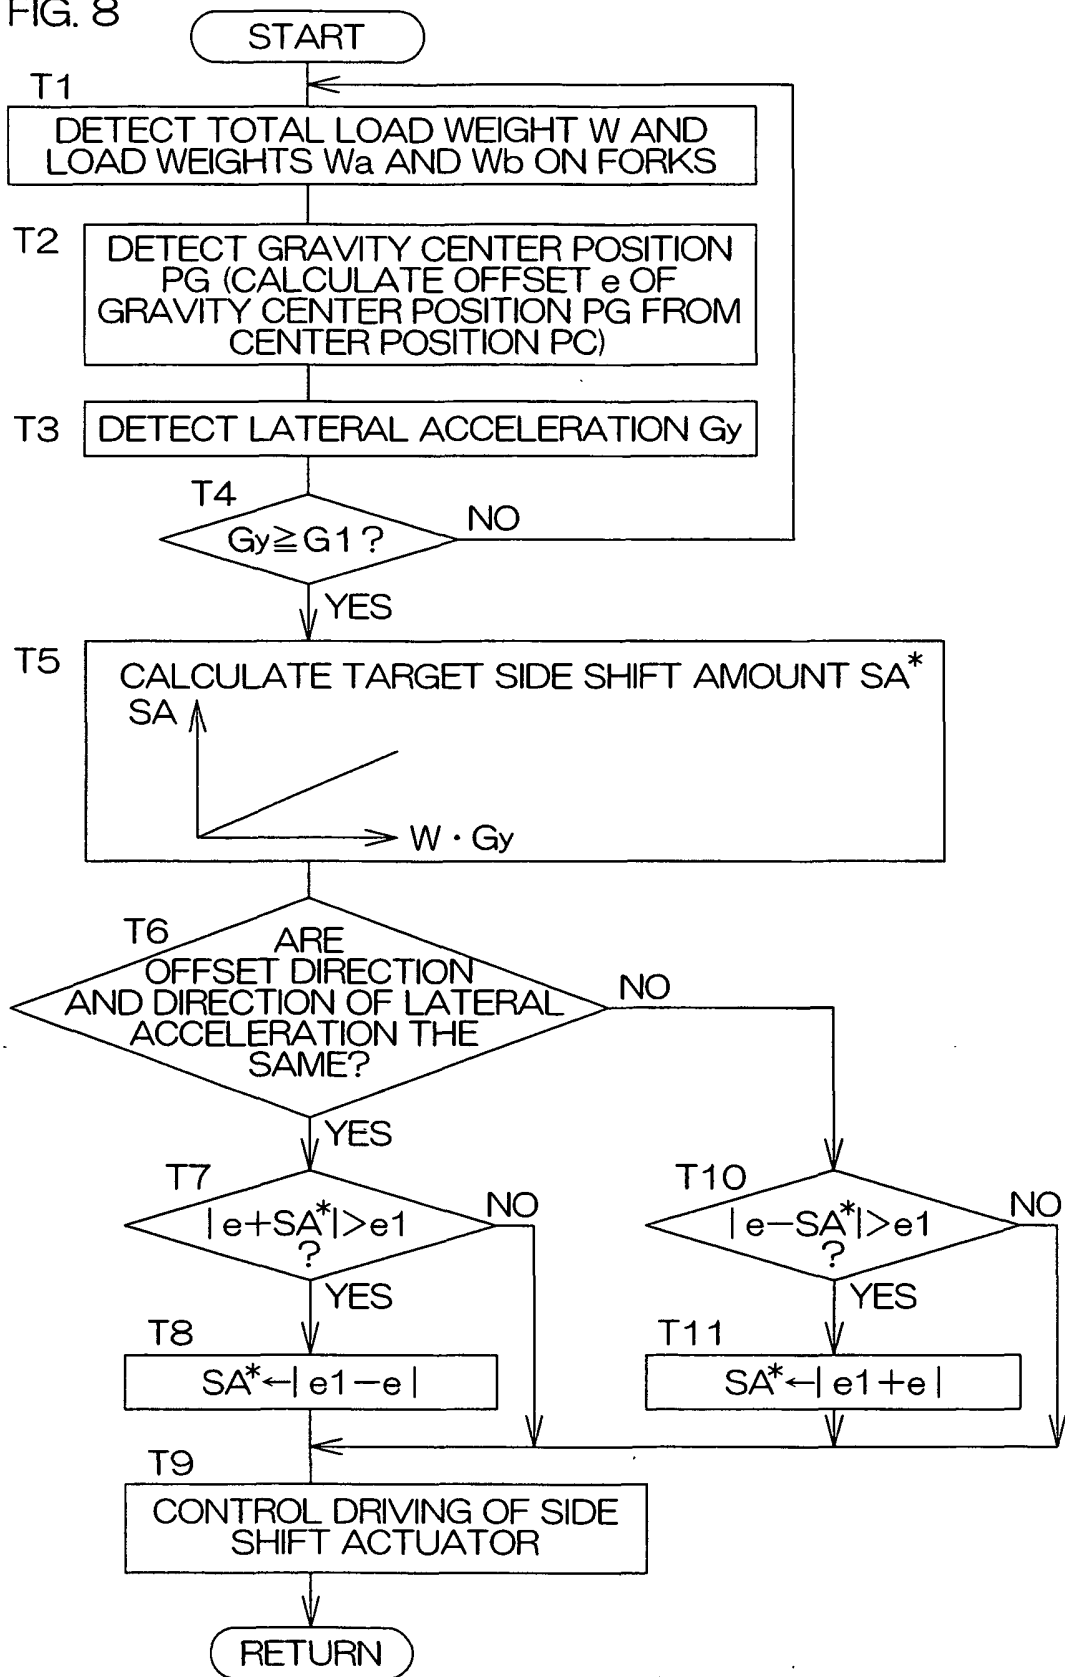 FIG. 8
START
T1
DETECT TOTAL LOAD WEIGHT W AND
LOAD WEIGHTS Wa AND Wb ON FORKS
T2
DETECT GRAVITY CENTER POSITION
PG (CALCULATE OFFSET e OF
GRAVITY CENTER POSITION PG FROM
CENTER POSITION PC)
T3
DETECT LATERAL ACCELERATION Gy
T4
Gy≧G1?
NO
YES
T5
CALCULATE TARGET SIDE SHIFT AMOUNT SA*
SA
W · Gy
T6
ARE
OFFSET DIRECTION
AND DIRECTION OF LATERAL
ACCELERATION THE
SAME?
NO
YES
T7
|e+SA*|>e1
?
NO
YES
T8
SA*←|e1−e|
T10
|e−SA*|>e1
?
NO
YES
T11
SA*←|e1+e|
T9
CONTROL DRIVING OF SIDE
SHIFT ACTUATOR
RETURN